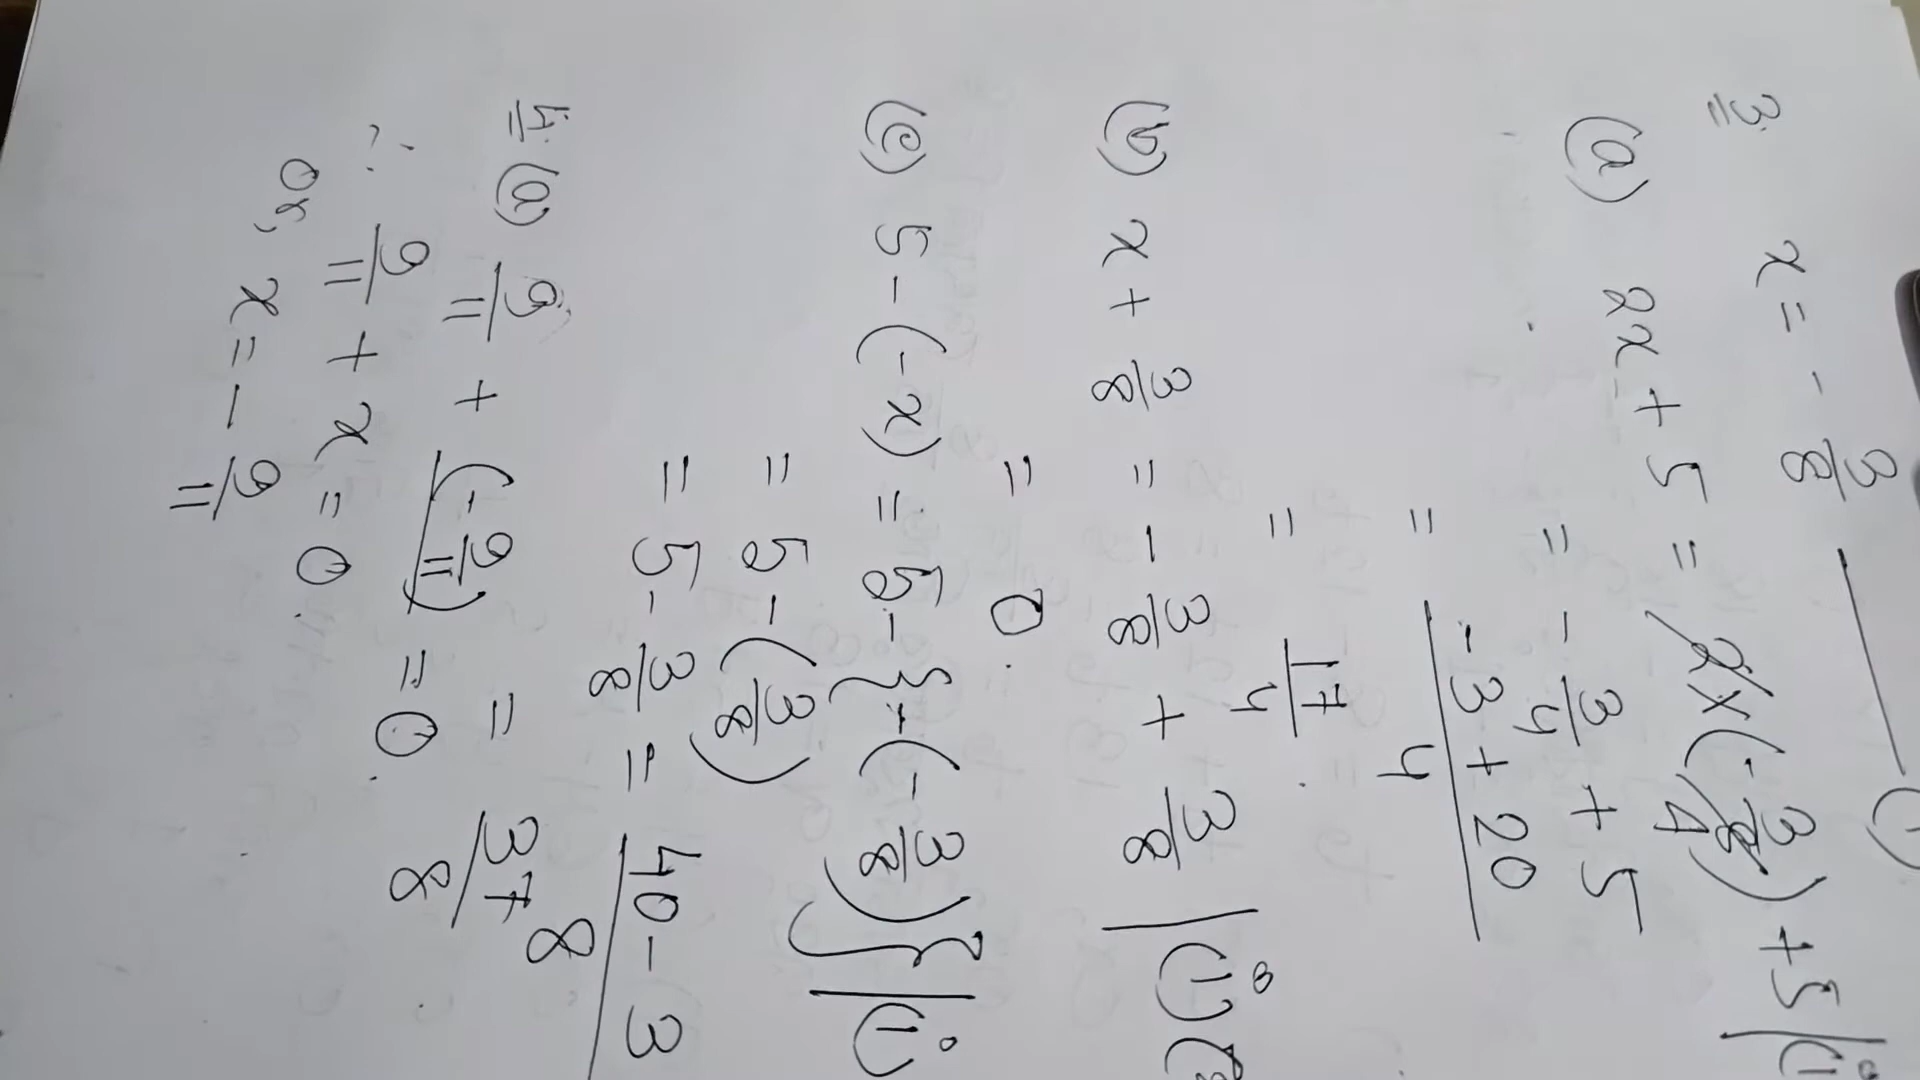 3. x = - 3/8 ——— (1)
(a) 2x + 5 = 2 x (- 3/8) 4 + 5 | (i)
= - 3/4 + 5
= (-3 + 20)/4
= 17/4.
(b) x + 3/8 = - 3/8 + 3/8 | (i)
= 0.
(c) 5 - (-x) = 5 - {-(- 3/8)} | (i)
= 5 - (3/8)
= 5 - 3/8 = (40 - 3)/8
= 37/8.
4. (a) 9/11 + (- 9/11) = 0.
∴ 9/11 + x = 0.
or, x = - 9/11